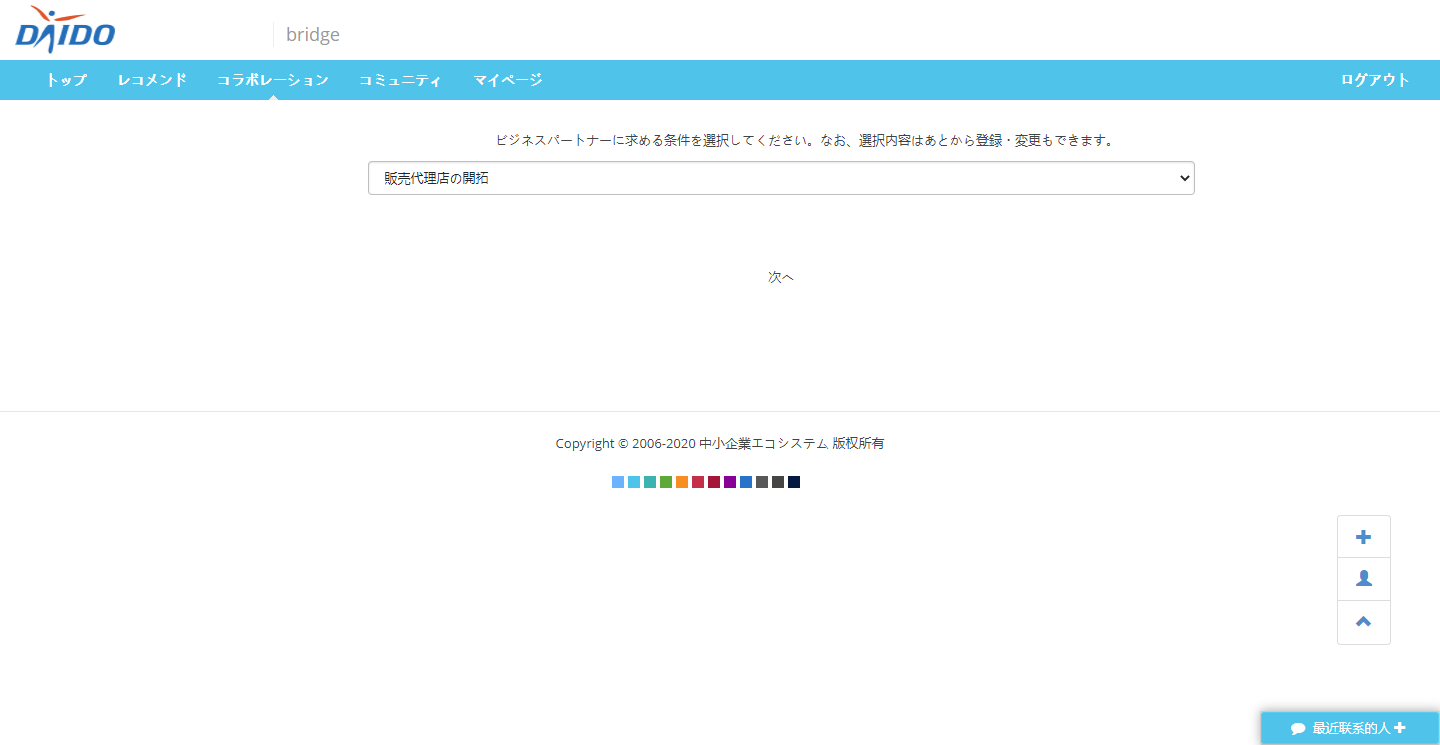 DAIDO
bridge
トップ レコメンド コラボレーション コミュニティ マイページ ログアウト
ビジネスパートナーに求める条件を選択してください。なお、選択内容はあとから登録・変更もできます。
販売代理店の開拓
次へ
Copyright © 2006-2020 中小企業エコシステム 版权所有
最近联系的人